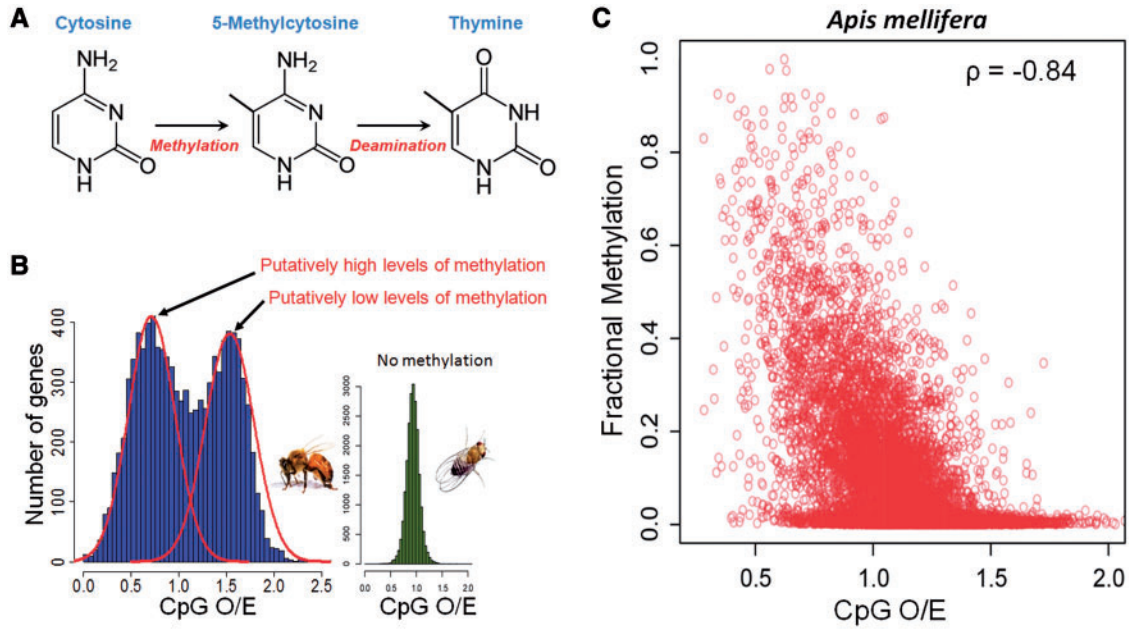 A
Cytosine 5-Methylcytosine Thymine
NH₂ NH₂ O
N N NH
N H O N H O N H O
Methylation Deamination
B
Putatively high levels of methylation
Putatively low levels of methylation
No methylation
Number of genes
0 100 200 300 400
0.0 0.5 1.0 1.5 2.0 2.5
CpG O/E
0 500 1000 1500 2000 2500 3000
0.0 0.5 1.0 1.5 2.0
CpG O/E
C
Apis mellifera
ρ = -0.84
Fractional Methylation
0.0 0.2 0.4 0.6 0.8 1.0
0.5 1.0 1.5 2.0
CpG O/E